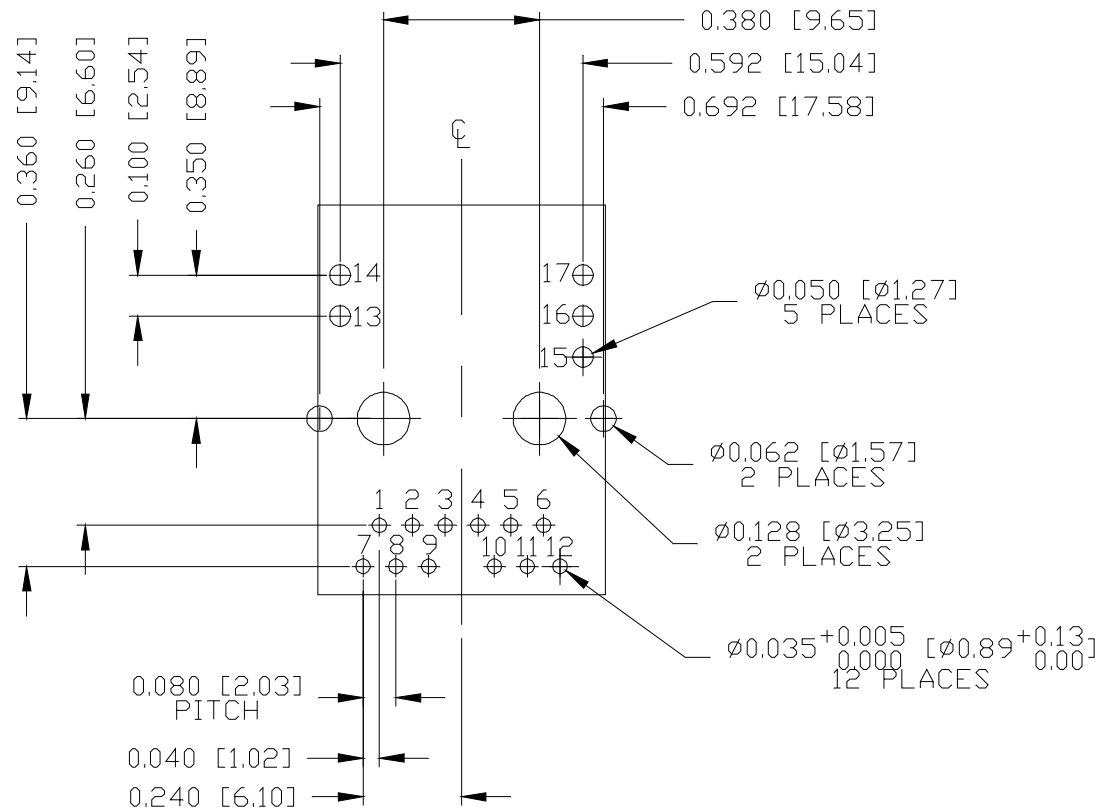 0.380 [9.65]
0.592 [15.04]
0.692 [17.58]
0.360 [9.14]
0.260 [6.60]
0.100 [2.54]
0.350 [8.89]
℄
14
17
13
16
15
Ø0.050 [Ø1.27]
5 PLACES
Ø0.062 [Ø1.57]
2 PLACES
1 2 3 4 5 6
Ø0.128 [Ø3.25]
2 PLACES
7 8 9 10 11 12
Ø0.035 +0.005 0.000 [Ø0.89 +0.13 0.00]
12 PLACES
0.080 [2.03]
PITCH
0.040 [1.02]
0.240 [6.10]